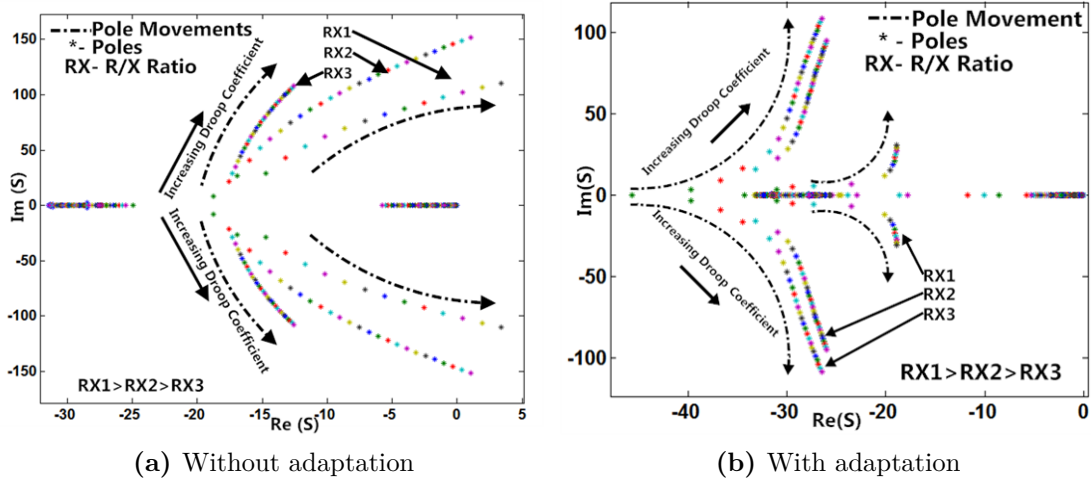 Pole Movements
*- Poles
RX- R/X Ratio
RX1
RX2
RX3
Increasing Droop Coefficient
Increasing Droop Coefficient
RX1>RX2>RX3
Im (S)
150
100
50
0
-50
-100
-150
-31
-25
-20
-15
-10
-5
0
5
Re (S)
(a) Without adaptation
Pole Movement
* - Poles
RX - R/X Ratio
Increasing Droop Coefficient
Increasing Droop Coefficient
RX1
RX2
RX3
RX1>RX2>RX3
Im(S)
100
50
0
-50
-100
-40
-30
-20
-10
0
Re(S)
(b) With adaptation